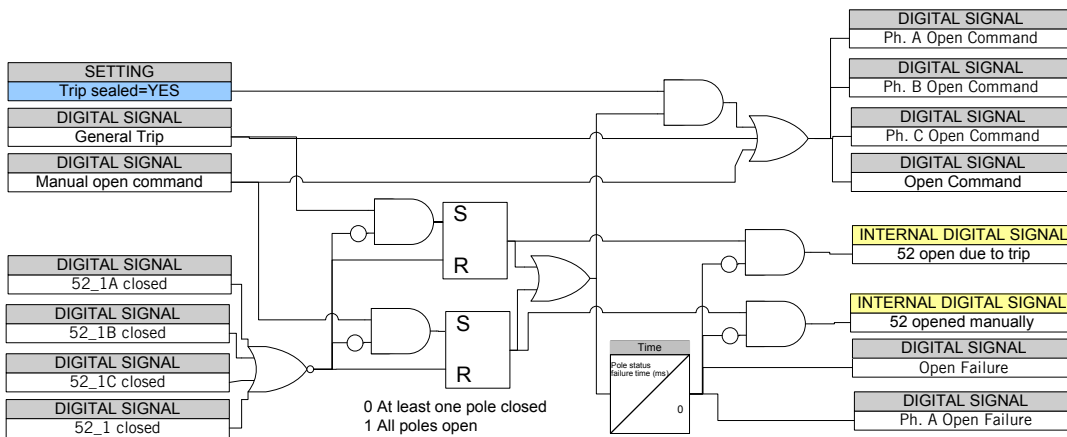 SETTING
Trip sealed=YES
DIGITAL SIGNAL
General Trip
DIGITAL SIGNAL
Manual open command
DIGITAL SIGNAL
52_1A closed
DIGITAL SIGNAL
52_1B closed
DIGITAL SIGNAL
52_1C closed
DIGITAL SIGNAL
52_1 closed
S
R
S
R
0 At least one pole closed
1 All poles open
Time
Pole status
failure time (ms)
0
DIGITAL SIGNAL
Ph. A Open Command
DIGITAL SIGNAL
Ph. B Open Command
DIGITAL SIGNAL
Ph. C Open Command
DIGITAL SIGNAL
Open Command
INTERNAL DIGITAL SIGNAL
52 open due to trip
INTERNAL DIGITAL SIGNAL
52 opened manually
DIGITAL SIGNAL
Open Failure
DIGITAL SIGNAL
Ph. A Open Failure